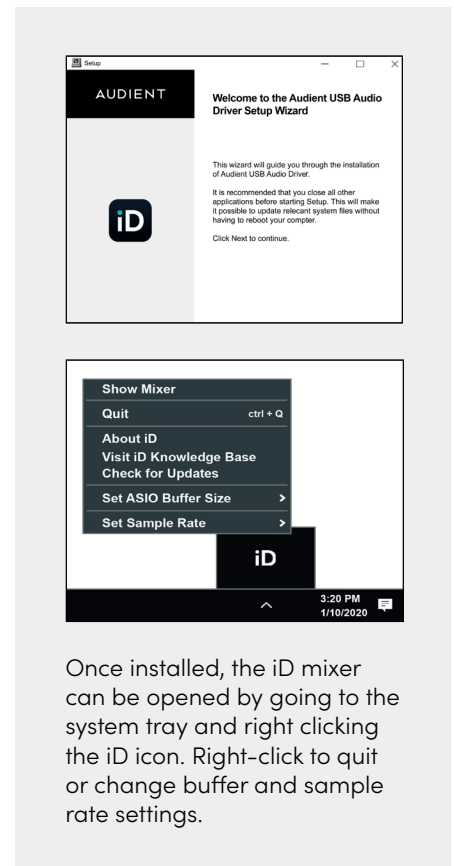 Setup
AUDIENT
Welcome to the Audient USB Audio
Driver Setup Wizard
This wizard will guide you through the installation
of Audient USB Audio Driver.
It is recommended that you close all other
applications before starting Setup. This will make
it possible to update relecant system files without
having to reboot your compter.
Click Next to continue.
iD
Show Mixer
Quit ctrl + Q
About iD
Visit iD Knowledge Base
Check for Updates
Set ASIO Buffer Size >
Set Sample Rate >
iD
3:20 PM
1/10/2020
Once installed, the iD mixer
can be opened by going to the
system tray and right clicking
the iD icon. Right-click to quit
or change buffer and sample
rate settings.